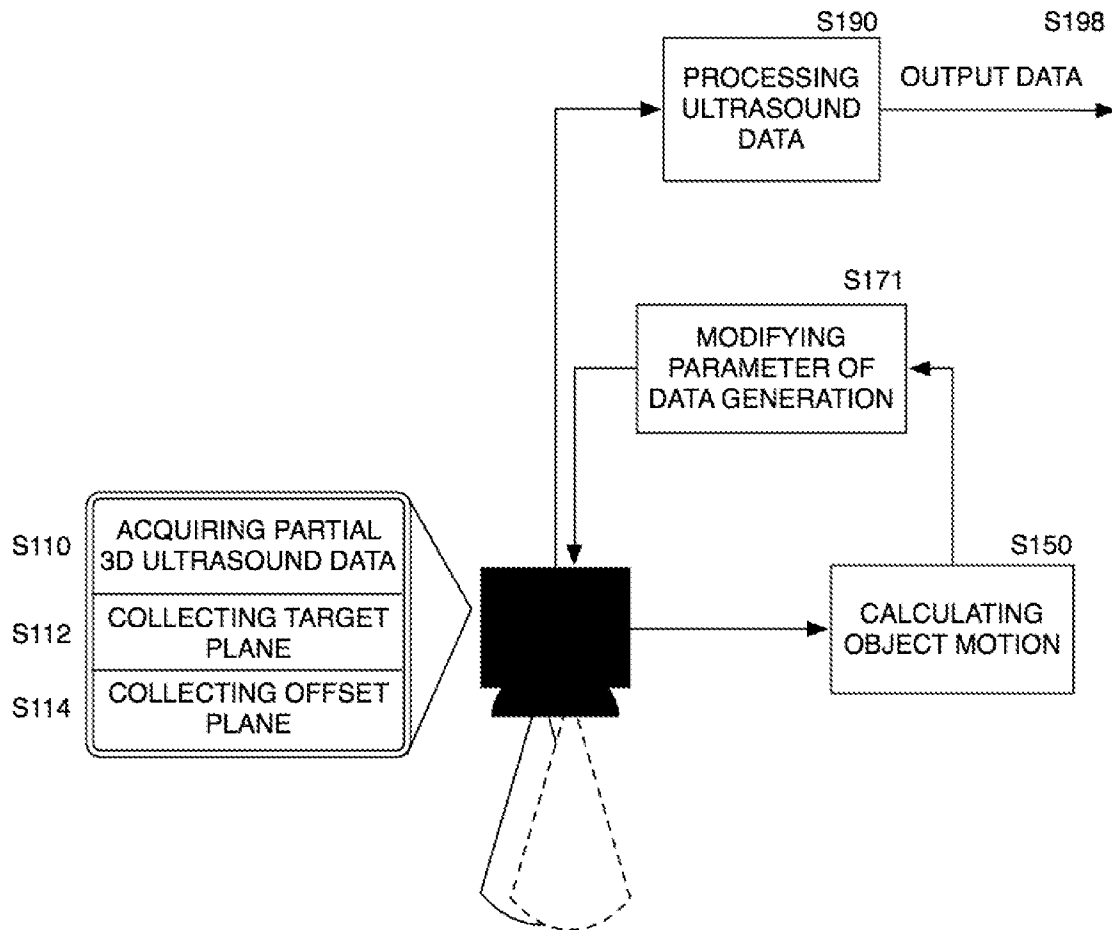 S190
S198
PROCESSING
ULTRASOUND
DATA
OUTPUT DATA
S171
MODIFYING
PARAMETER OF
DATA GENERATION
S110
ACQUIRING PARTIAL
3D ULTRASOUND DATA
S112
COLLECTING TARGET
PLANE
S114
COLLECTING OFFSET
PLANE
S150
CALCULATING
OBJECT MOTION